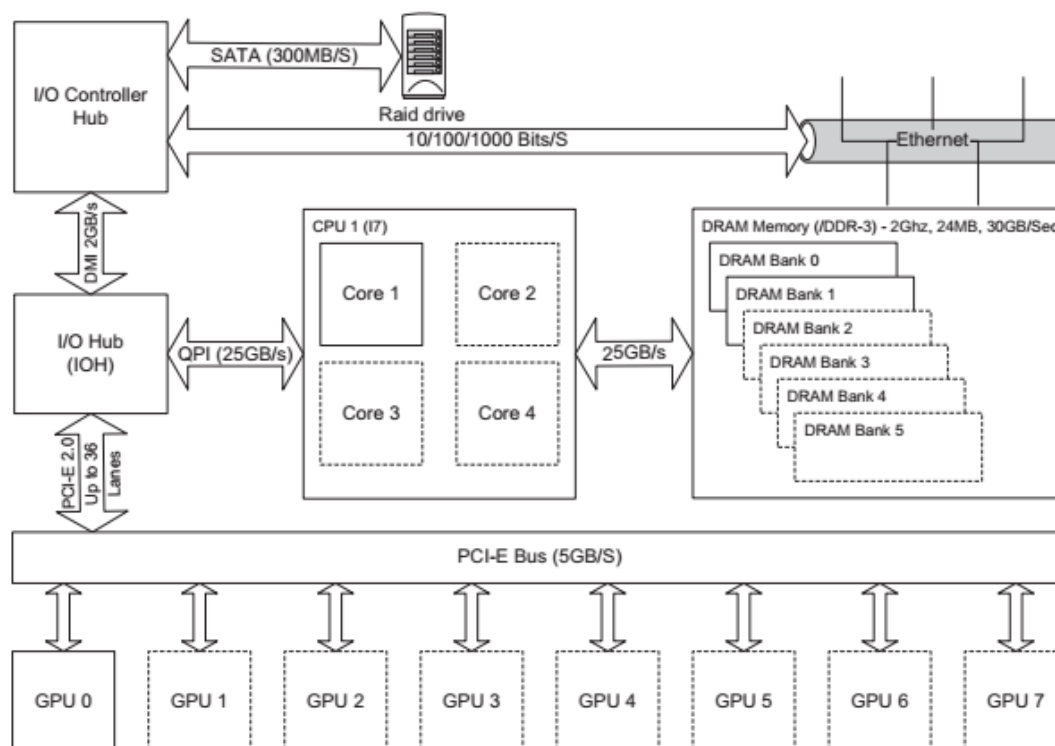 SATA (300MB/S)
I/O Controller
Hub
Raid drive
10/100/1000 Bits/S
Ethernet
DMI 2GB/s
CPU 1 (I7)
Core 1
Core 2
Core 3
Core 4
DRAM Memory (/DDR-3) - 2Ghz, 24MB, 30GB/Sec
DRAM Bank 0
DRAM Bank 1
DRAM Bank 2
DRAM Bank 3
DRAM Bank 4
DRAM Bank 5
I/O Hub
(IOH)
QPI (25GB/s)
25GB/s
PCI-E 2.0
Up to 36
Lanes
PCI-E Bus (5GB/S)
GPU 0
GPU 1
GPU 2
GPU 3
GPU 4
GPU 5
GPU 6
GPU 7